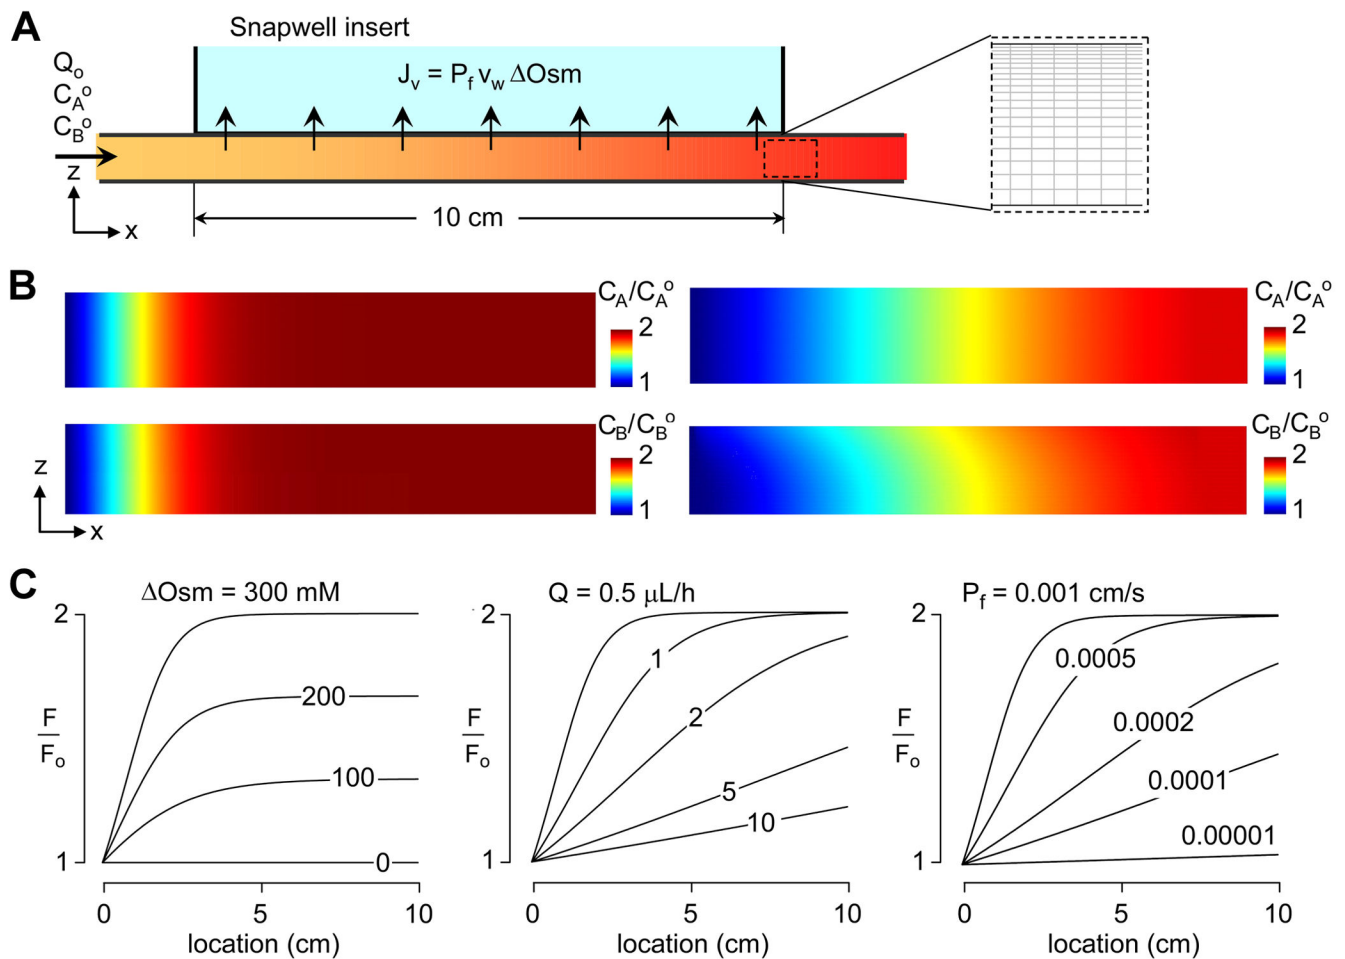 A
Snapwell insert
Qo
CAo
CBo
Jv = Pf vw ΔOsm
z
x
10 cm
B
CA/CAo
2
1
CA/CAo
2
1
CB/CBo
2
1
CB/CBo
2
1
z
x
C
ΔOsm = 300 mM
2
200
F
Fo
100
1
0
0 5 10
location (cm)
Q = 0.5 μL/h
2
1
2
F
Fo
5
10
1
0 5 10
location (cm)
Pf = 0.001 cm/s
2
0.0005
0.0002
F
Fo
0.0001
0.00001
1
0 5 10
location (cm)